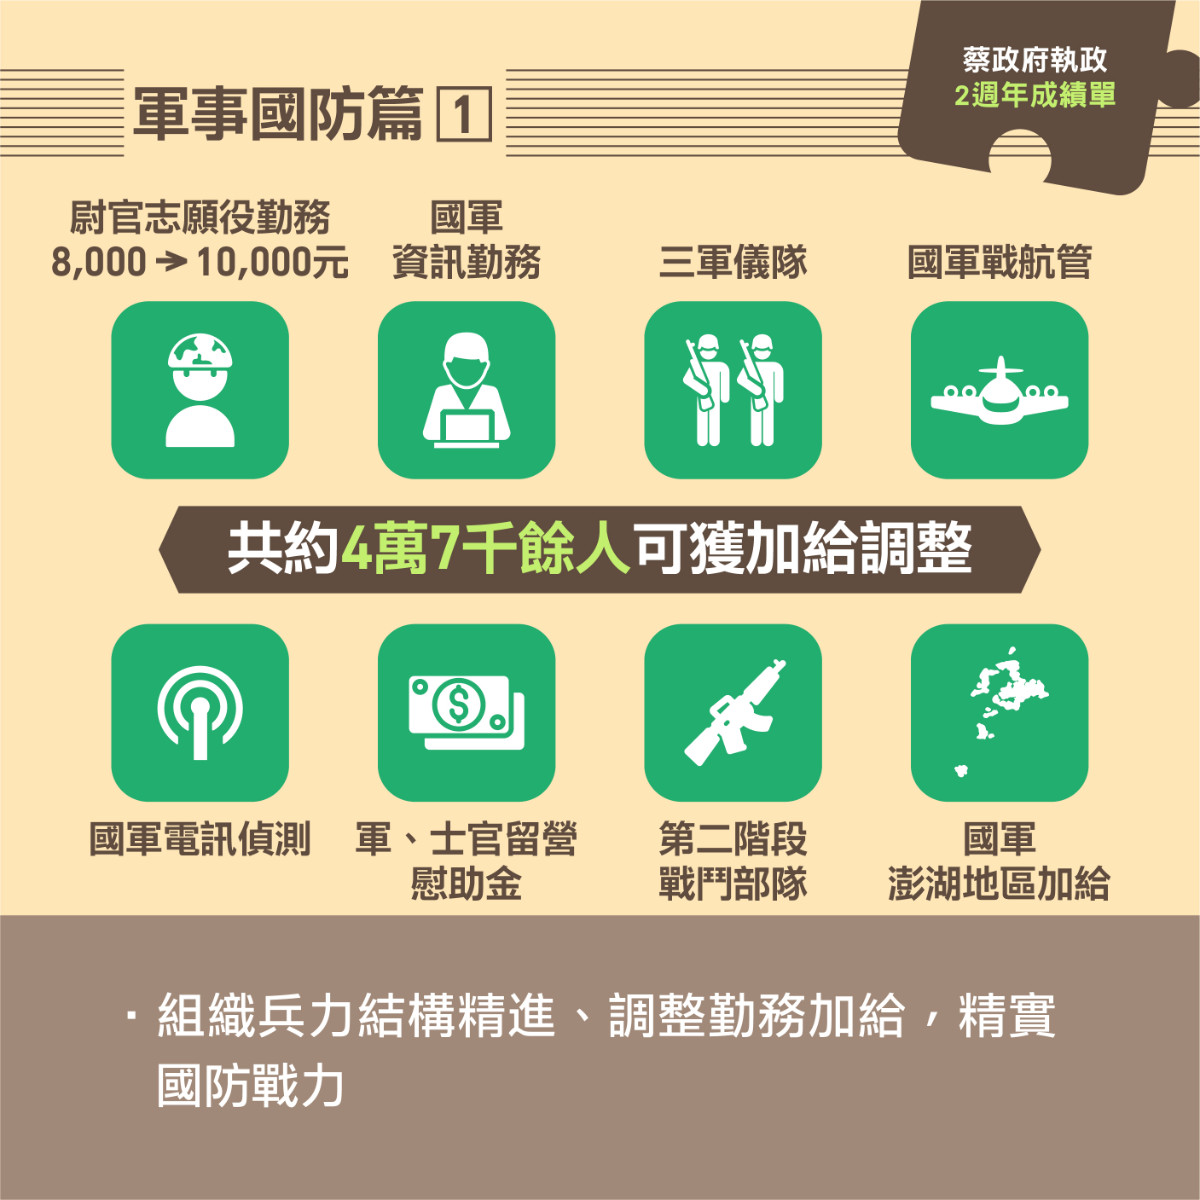 蔡政府執政
2週年成績單
軍事國防篇 1
尉官志願役勤務
8,000 → 10,000元
國軍
資訊勤務
三軍儀隊
國軍戰航管
共約4萬7千餘人可獲加給調整
國軍電訊偵測
軍、士官留營
慰助金
第二階段
戰鬥部隊
國軍
澎湖地區加給
·組織兵力結構精進、調整勤務加給，精實
國防戰力